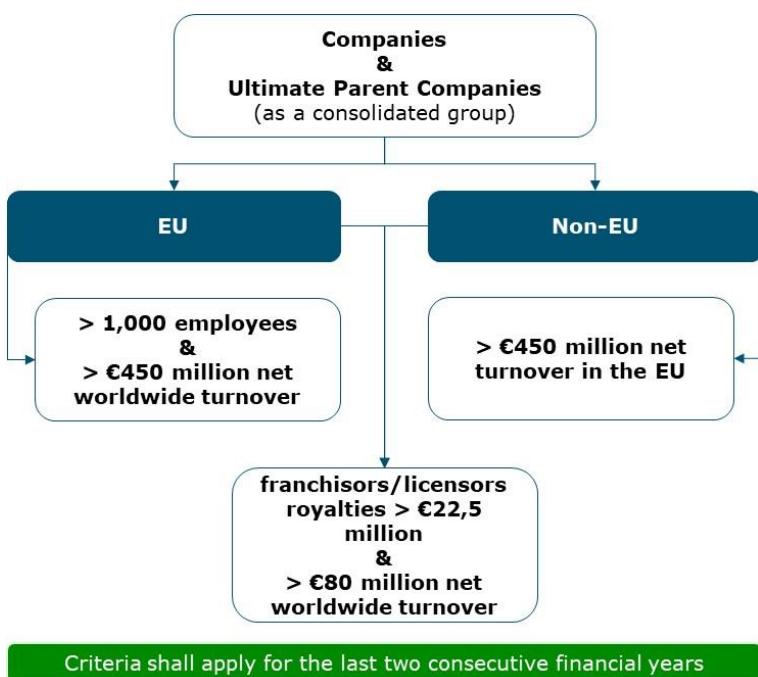 Companies
&
Ultimate Parent Companies
(as a consolidated group)
EU
Non-EU
> 1,000 employees
&
> €450 million net
worldwide turnover
> €450 million net
turnover in the EU
franchisors/licensors
royalties > €22,5
million
&
> €80 million net
worldwide turnover
Criteria shall apply for the last two consecutive financial years